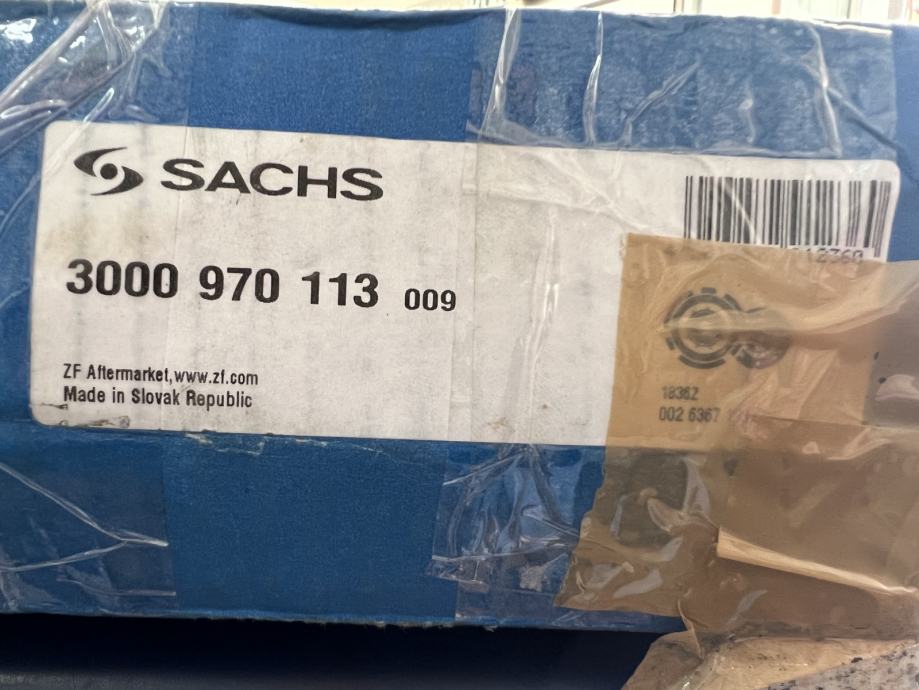 SACHS
3000 970 113 009
ZF Aftermarket,www.zf.com
Made in Slovak Republic
1836Z
002 6367